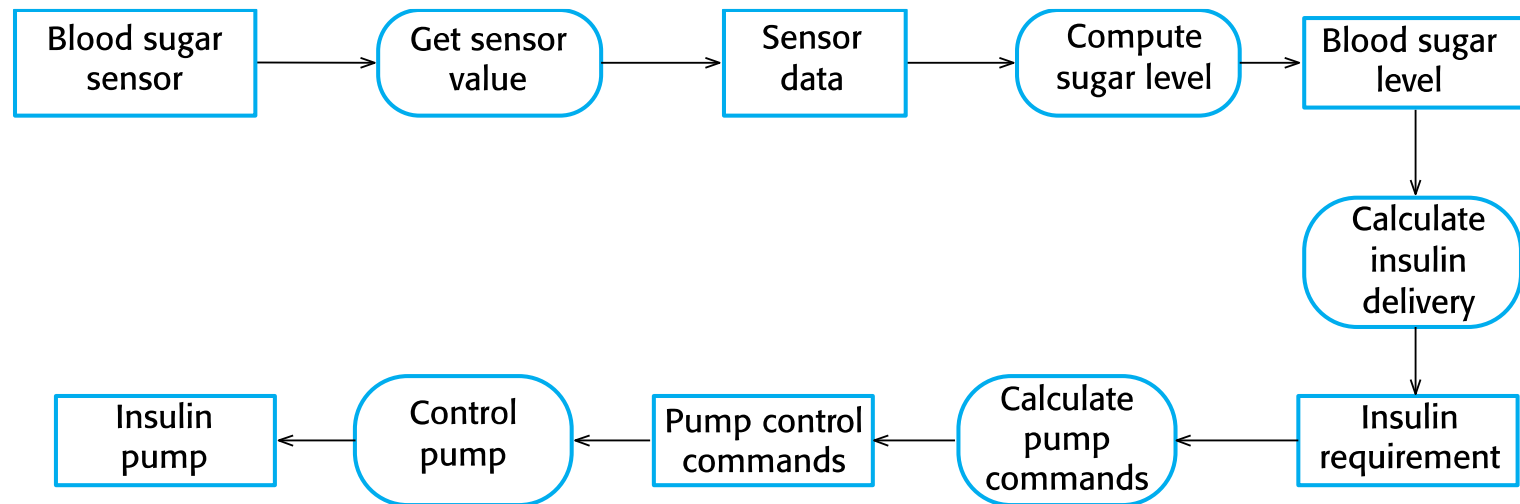 Blood sugar
sensor
Get sensor
value
Sensor
data
Compute
sugar level
Blood sugar
level
Calculate
insulin
delivery
Insulin
requirement
Calculate
pump
commands
Pump control
commands
Control
pump
Insulin
pump